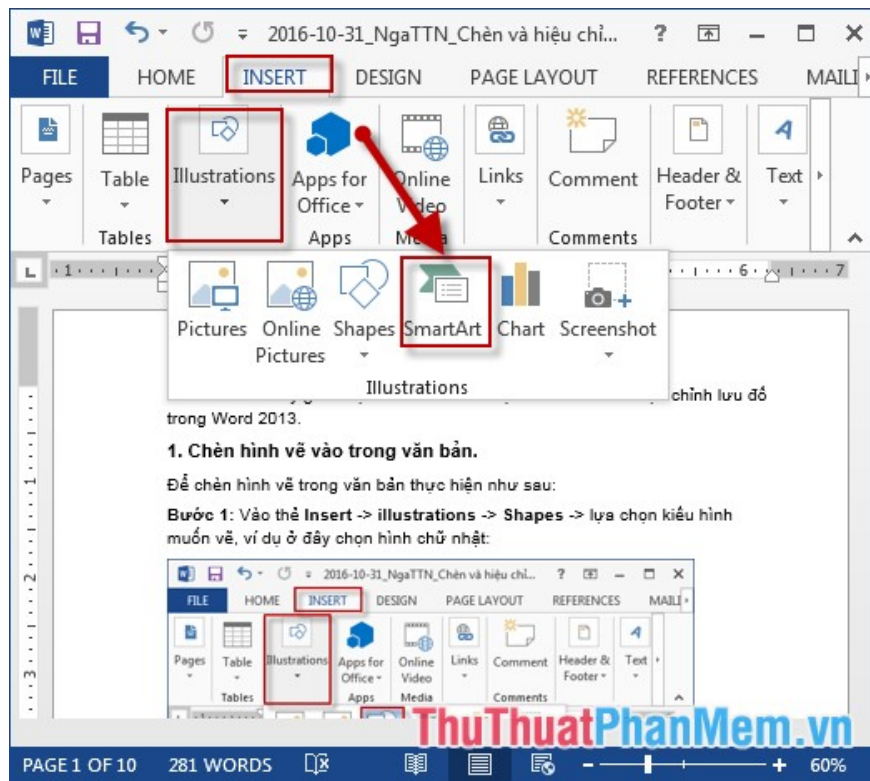 2016-10-31_NgaTTN_Chèn và hiệu chỉ... ?
FILE HOME INSERT DESIGN PAGE LAYOUT REFERENCES MAILI
Pages Table Illustrations Apps for Office Online Video Links Comment Header & Footer Text
Tables Apps Media Comments
1 6 7
Pictures Online Pictures Shapes SmartArt Chart Screenshot
Illustrations
chỉnh lưu đồ
trong Word 2013.
1. Chèn hình vẽ vào trong văn bản.
Để chèn hình vẽ trong văn bản thực hiện như sau:
Bước 1: Vào thẻ Insert -> illustrations -> Shapes -> lựa chọn kiểu hình
muốn vẽ, ví dụ ở đây chọn hình chữ nhật:
2016-10-31_NgaTTN_Chèn và hiệu chỉ... ?
FILE HOME INSERT DESIGN PAGE LAYOUT REFERENCES MAILI
Pages Table Illustrations Apps for Office Online Video Links Comment Header & Footer Text
Tables Apps Media Comments
ThuThuatPhanMem.vn
PAGE 1 OF 10 281 WORDS 60%